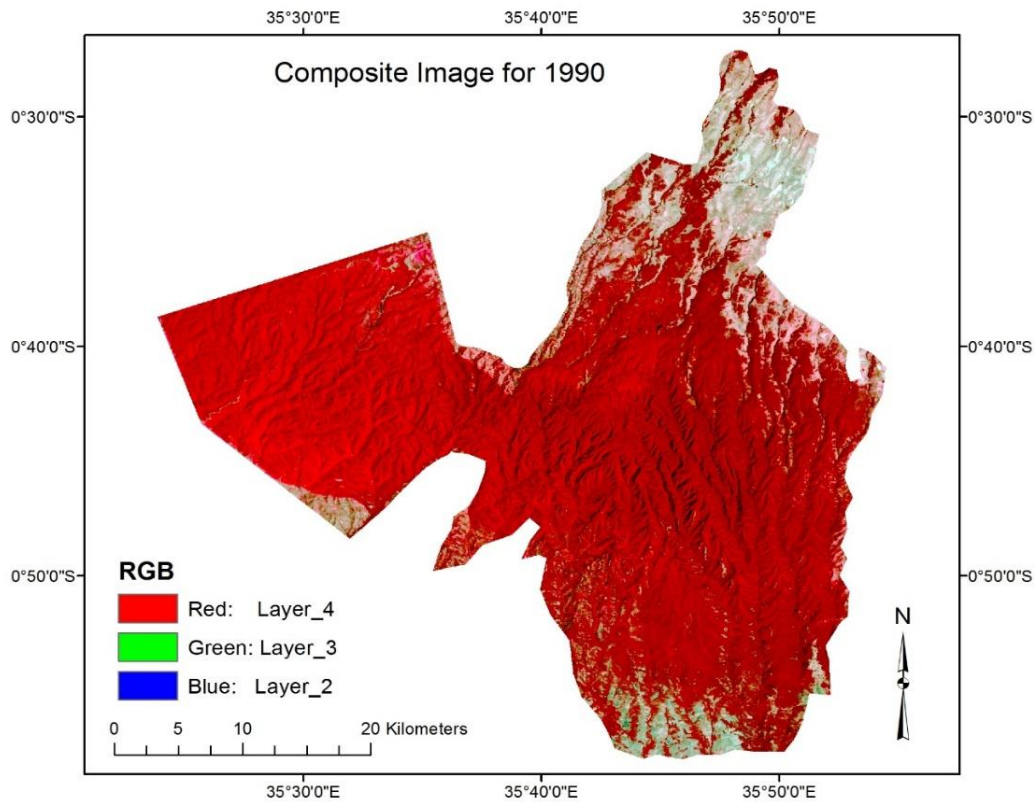 35°30'0"E 35°40'0"E 35°50'0"E
Composite Image for 1990
0°30'0"S 0°30'0"S
0°40'0"S 0°40'0"S
0°50'0"S 0°50'0"S
RGB
Red: Layer_4
Green: Layer_3
Blue: Layer_2
N
0 5 10 20 Kilometers
35°30'0"E 35°40'0"E 35°50'0"E